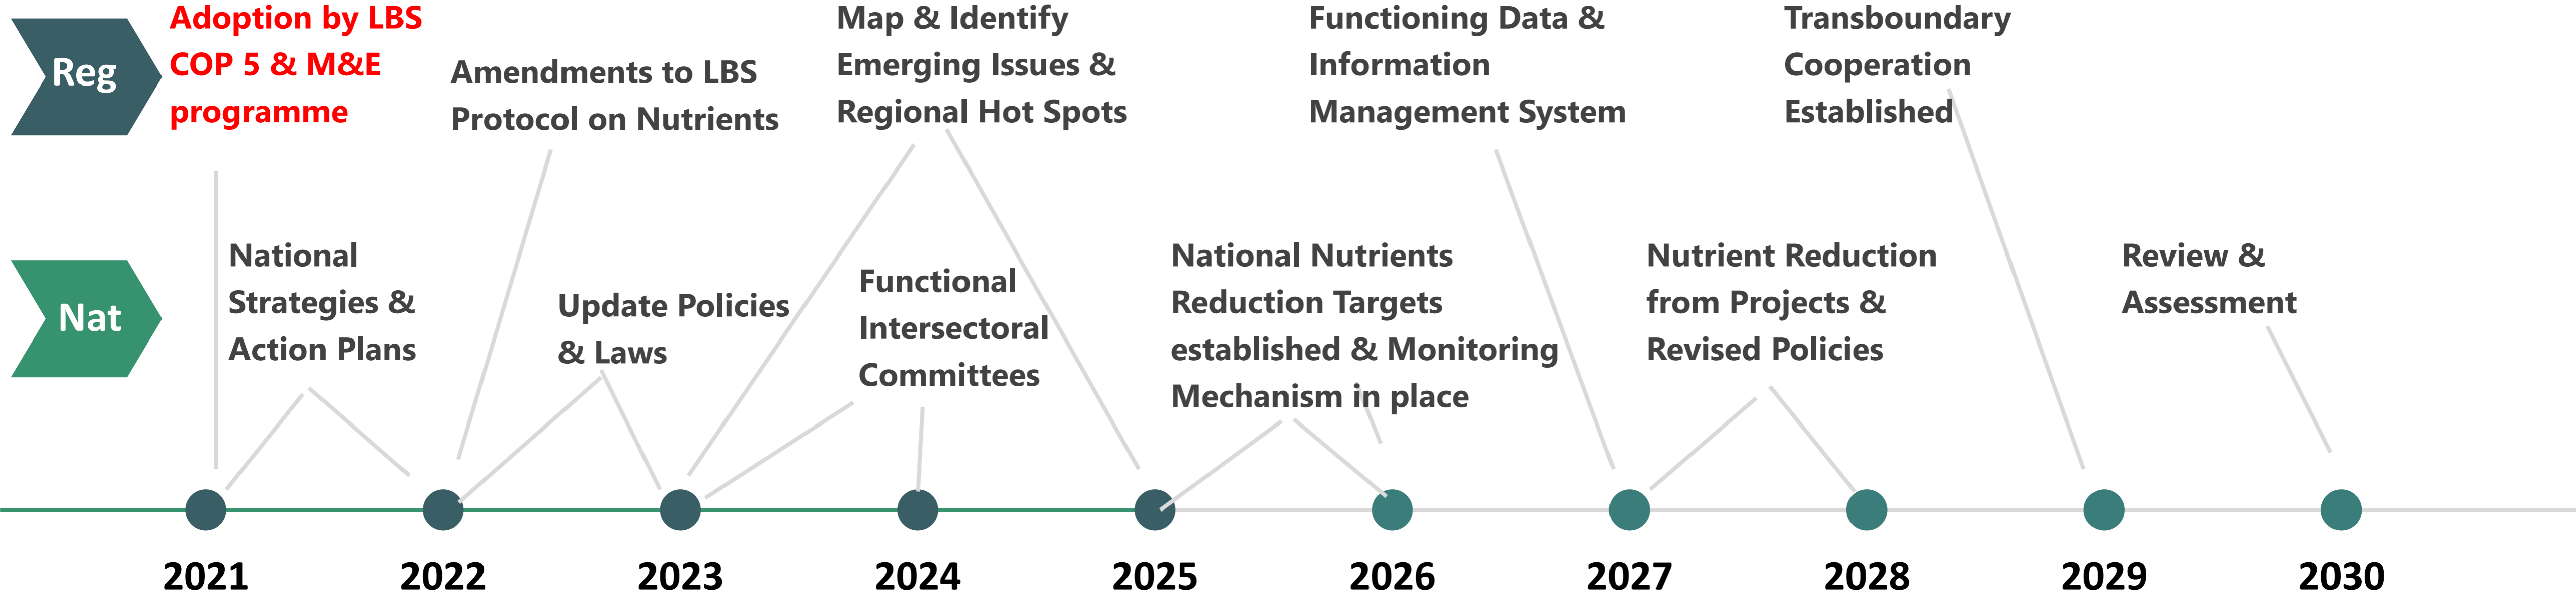 Reg
Adoption by LBS
COP 5 & M&E
programme
Amendments to LBS
Protocol on Nutrients
Map & Identify
Emerging Issues &
Regional Hot Spots
Functioning Data &
Information
Management System
Transboundary
Cooperation
Established
Nat
National
Strategies &
Action Plans
Update Policies
& Laws
Functional
Intersectoral
Committees
National Nutrients
Reduction Targets
established & Monitoring
Mechanism in place
Nutrient Reduction
from Projects &
Revised Policies
Review &
Assessment
2021 2022 2023 2024 2025 2026 2027 2028 2029 2030